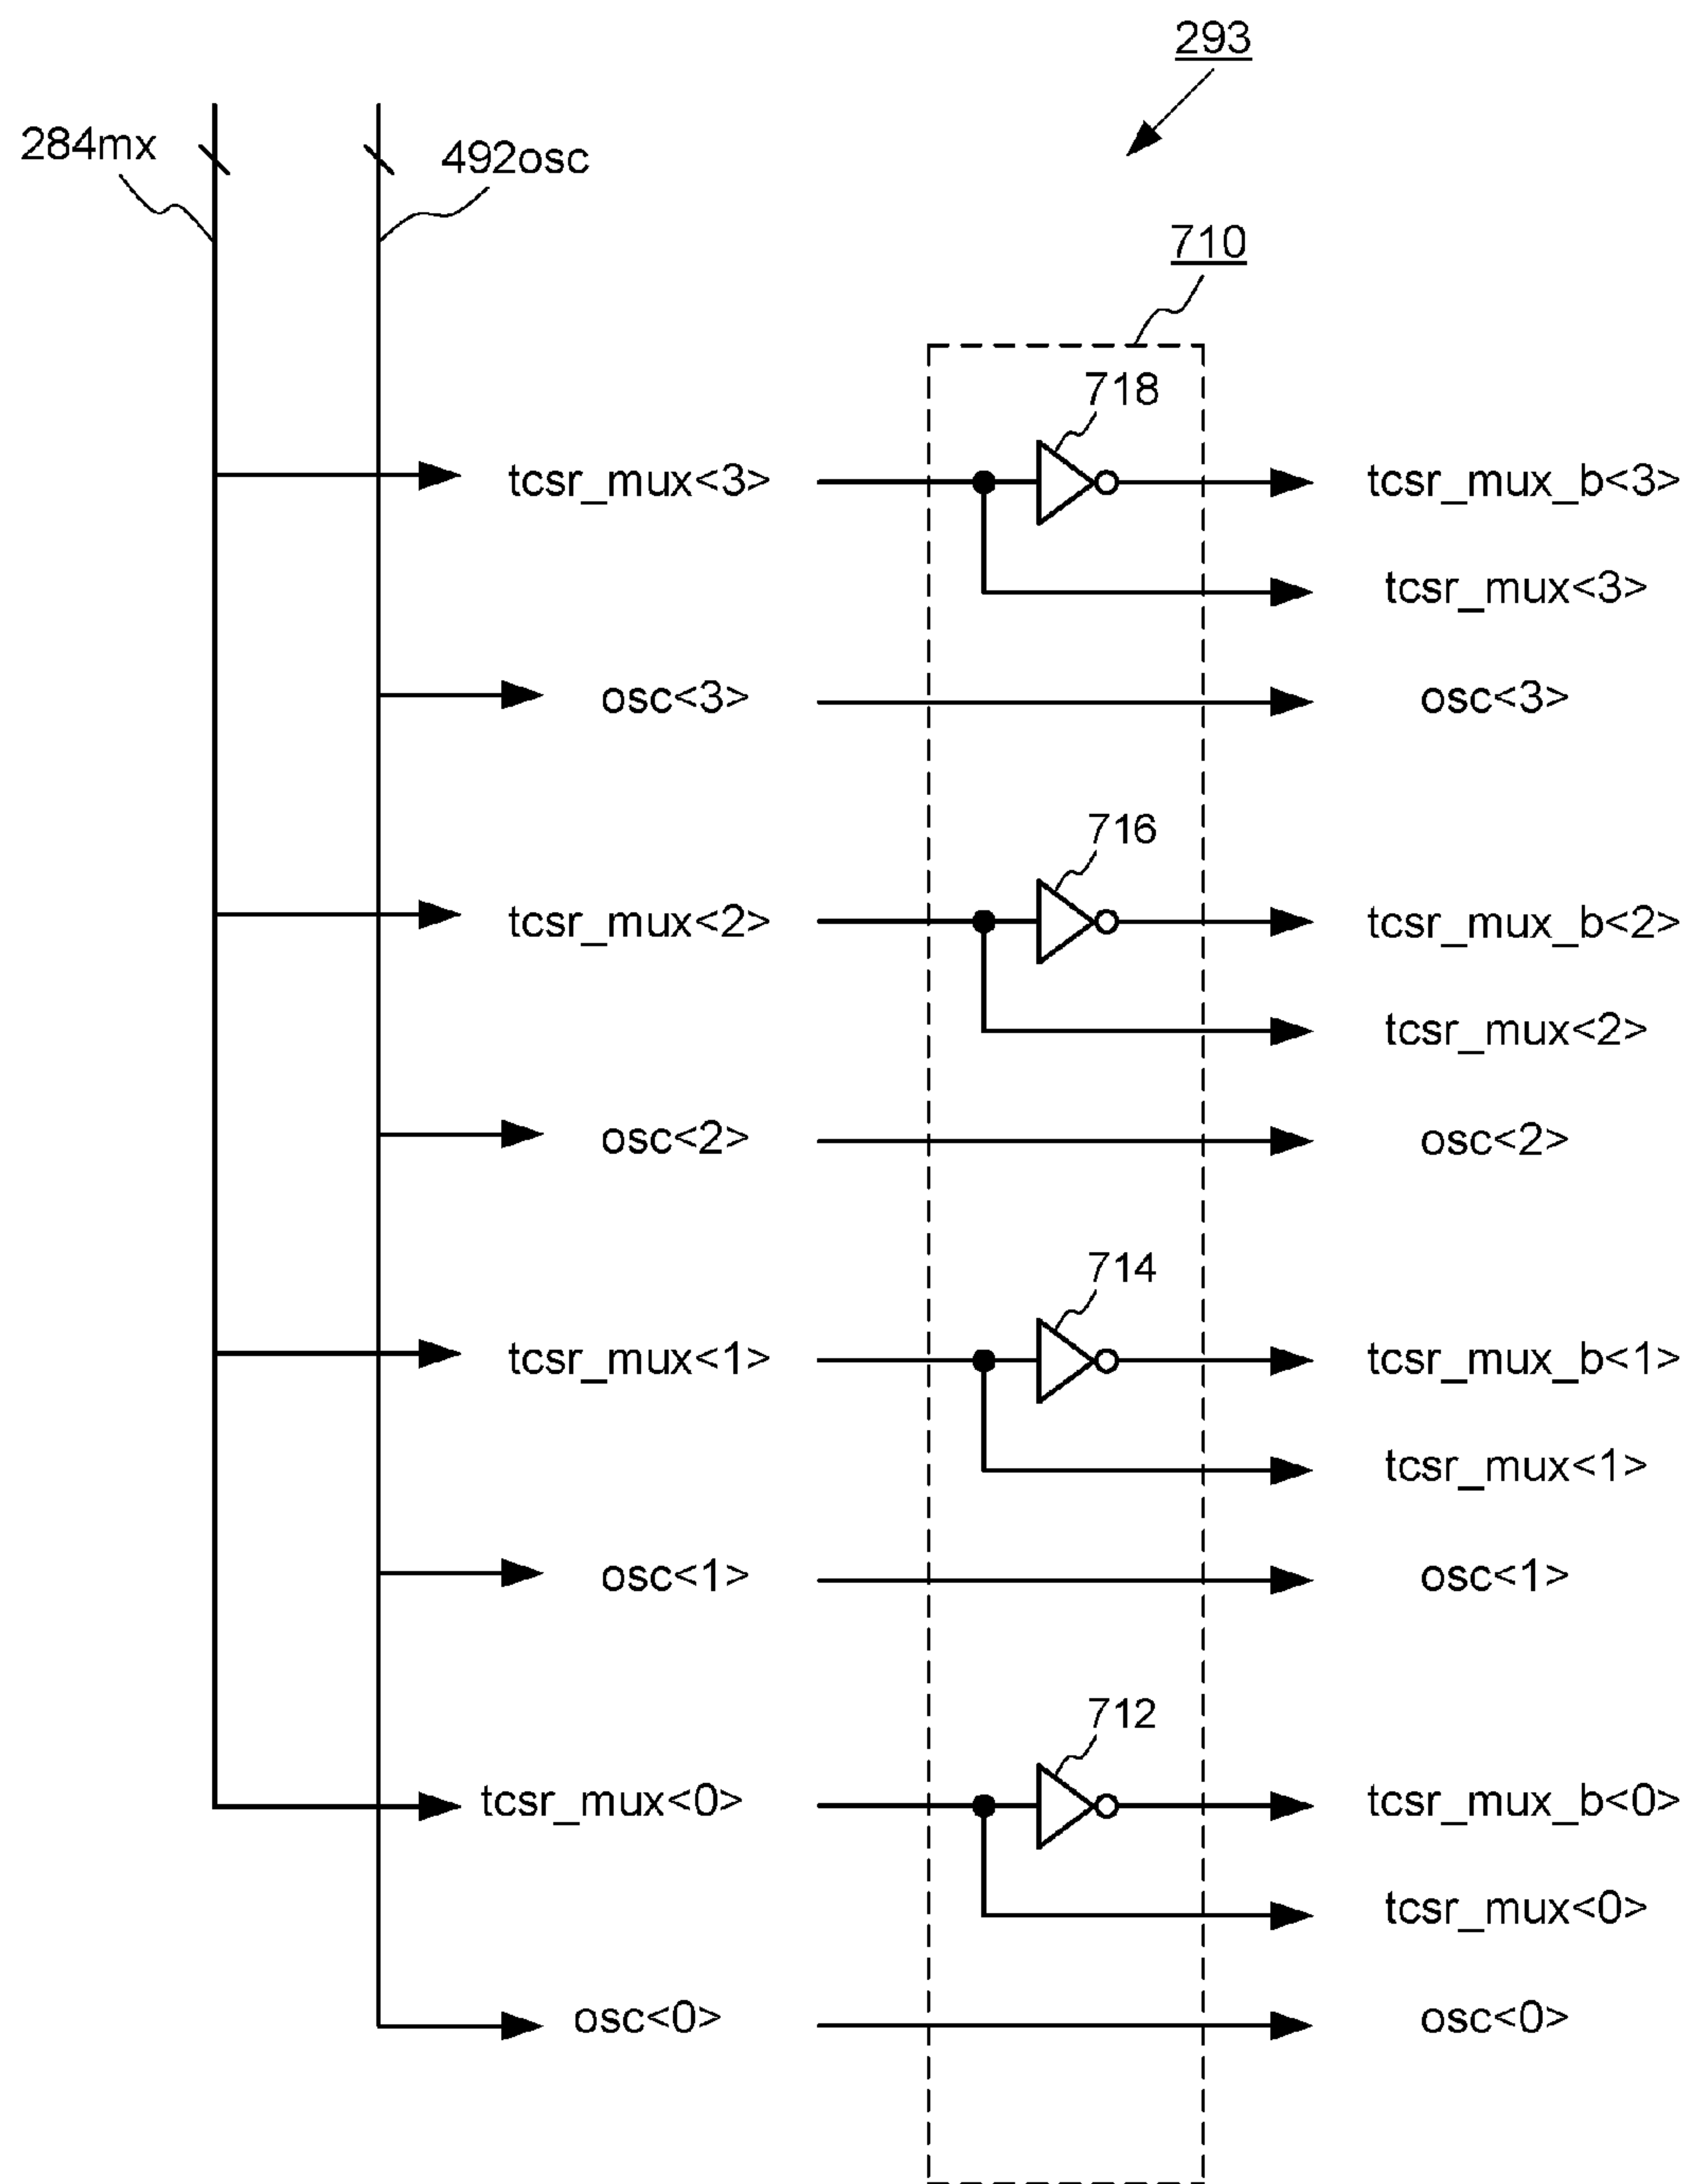 293
284mx
492osc
710
718
tcsr_mux<3> tcsr_mux_b<3>
tcsr_mux<3>
osc<3> osc<3>
716
tcsr_mux<2> tcsr_mux_b<2>
tcsr_mux<2>
osc<2> osc<2>
714
tcsr_mux<1> tcsr_mux_b<1>
tcsr_mux<1>
osc<1> osc<1>
712
tcsr_mux<0> tcsr_mux_b<0>
tcsr_mux<0>
osc<0> osc<0>